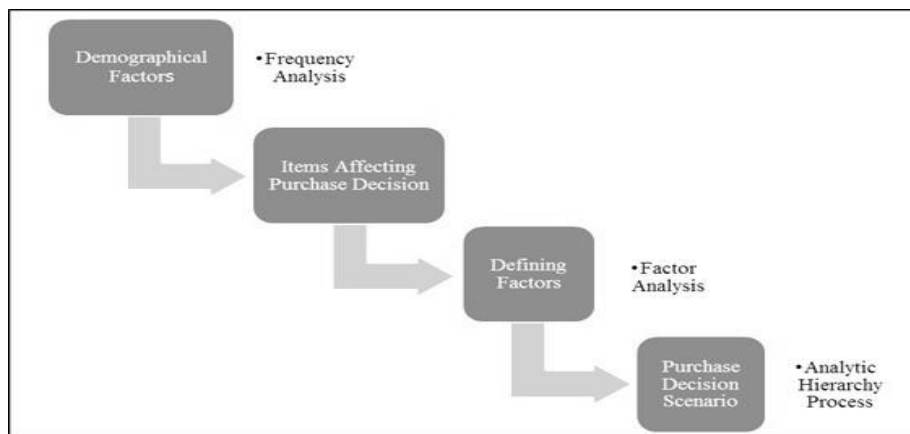 Demographical
Factors
•Frequency
Analysis
Items Affecting
Purchase Decision
Defining
Factors
•Factor
Analysis
Purchase
Decision
Scenario
•Analytic
Hierarchy
Process